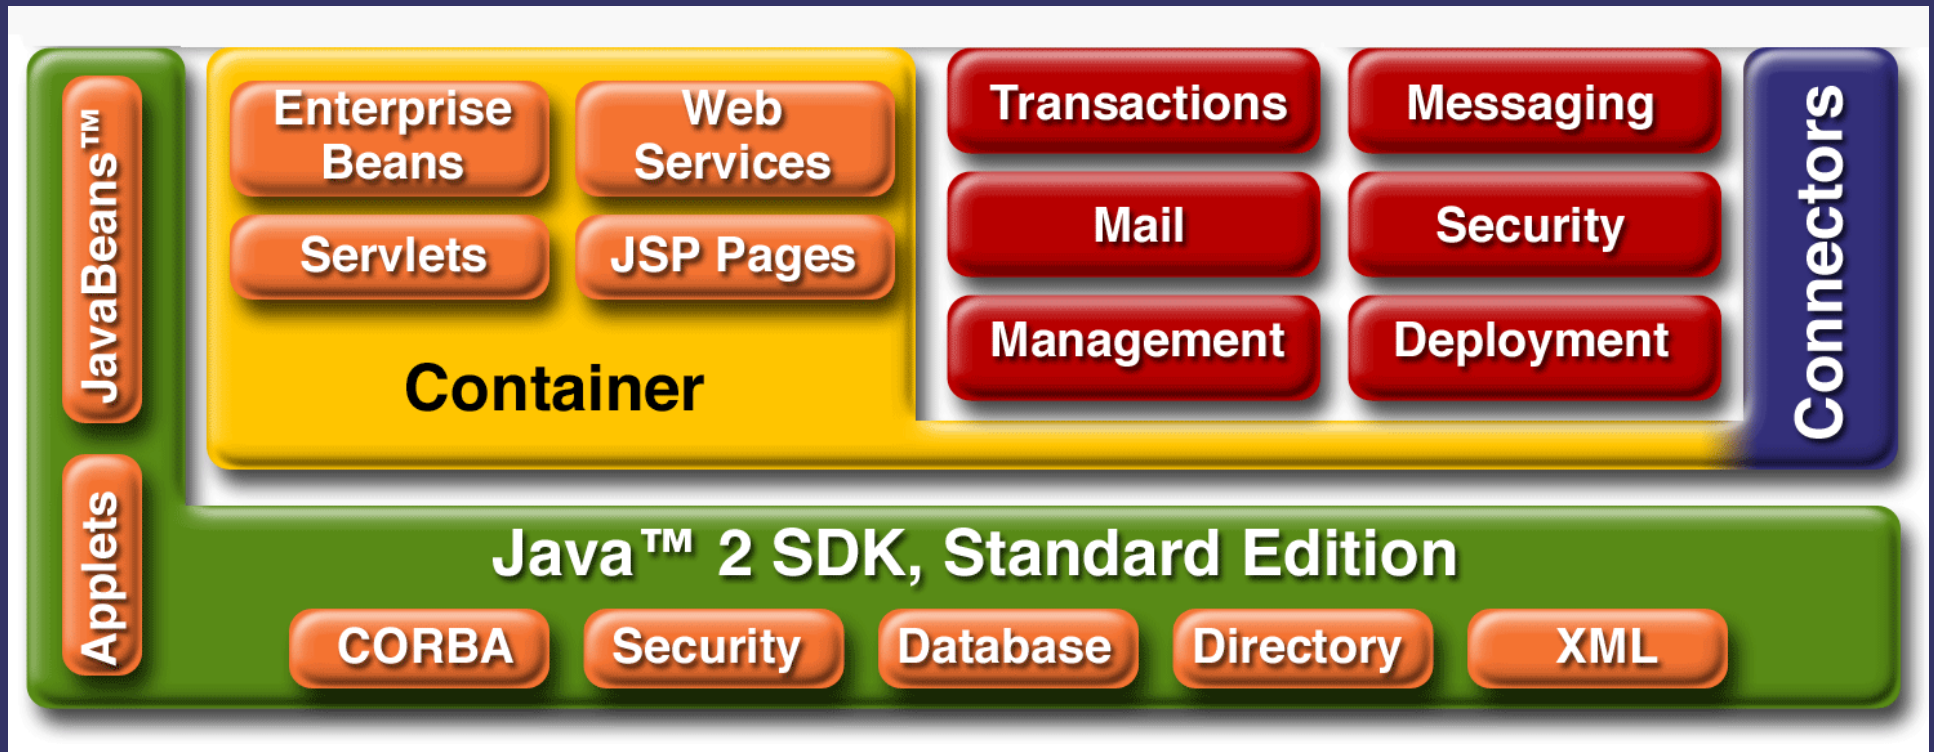 JavaBeans™
Applets
Enterprise
Beans
Web
Services
Servlets
JSP Pages
Container
Transactions
Messaging
Mail
Security
Management
Deployment
Connectors
Java™ 2 SDK, Standard Edition
CORBA
Security
Database
Directory
XML